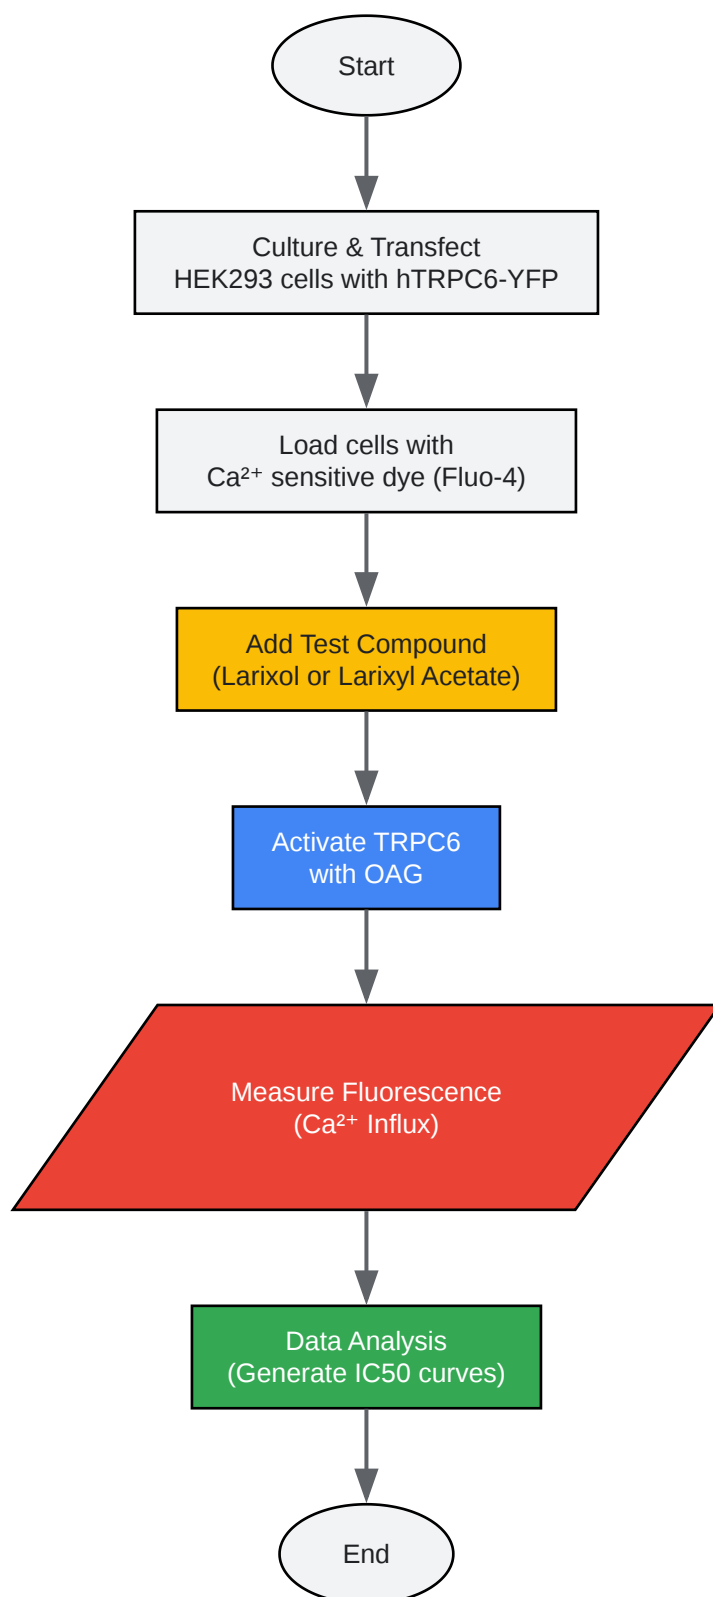 Start
Culture & Transfect
HEK293 cells with hTRPC6-YFP
Load cells with
Ca²⁺ sensitive dye (Fluo-4)
Add Test Compound
(Larixol or Larixyl Acetate)
Activate TRPC6
with OAG
Measure Fluorescence
(Ca²⁺ Influx)
Data Analysis
(Generate IC50 curves)
End